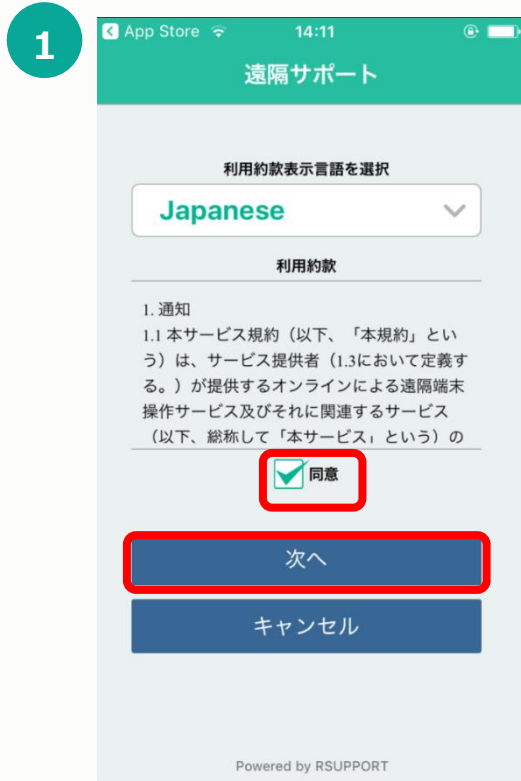 1
App Store 14:11
遠隔サポート
利用約款表示言語を選択
Japanese
利用約款
1. 通知
1.1 本サービス規約（以下、「本規約」とい
う）は、サービス提供者（1.3において定義す
る。）が提供するオンラインによる遠隔端末
操作サービス及びそれに関連するサービス
（以下、総称して「本サービス」という）の
同意
次へ
キャンセル
Powered by RSUPPORT